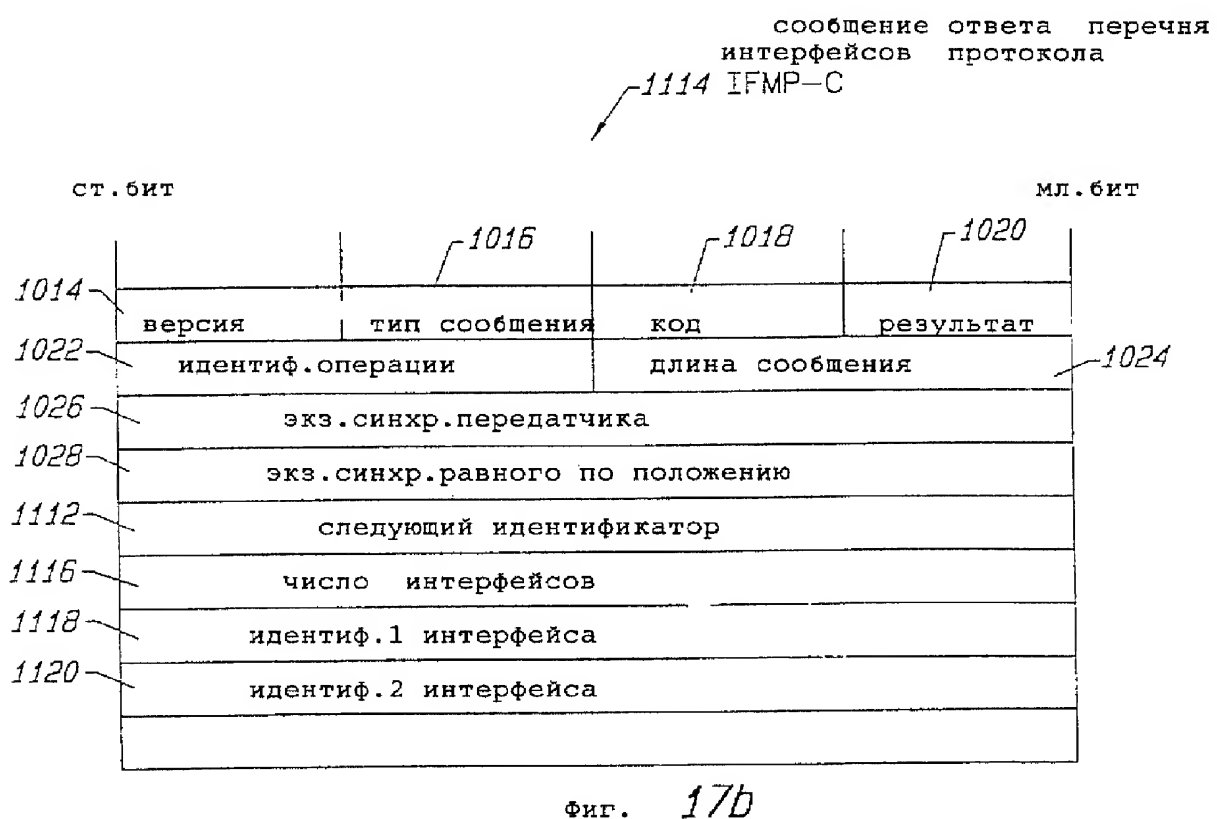 сообщение ответа перечня
интерфейсов протокола
1114 IFMP-C
ст.бит мл.бит
1016 1018 1020
1014
версия тип сообщения код результат
1022 идентиф.операции длина сообщения 1024
1026 экз.синхр.передатчика
1028 экз.синхр.равного по положению
1112 следующий идентификатор
1116 число интерфейсов
1118 идентиф.1 интерфейса
1120 идентиф.2 интерфейса
Фиг. 17b